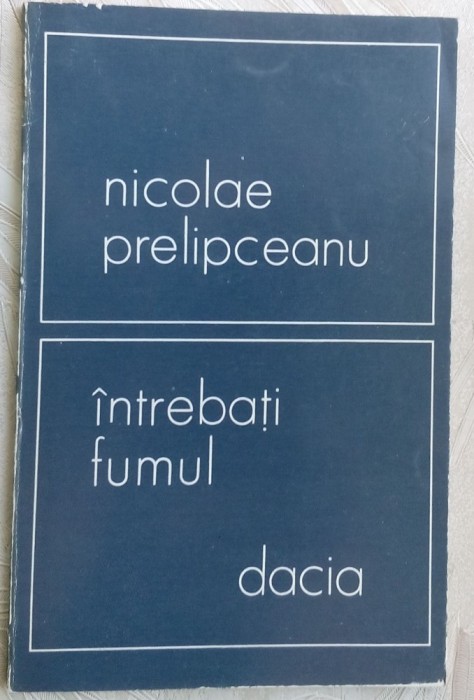 nicolae
prelipceanu
întrebați
fumul
dacia